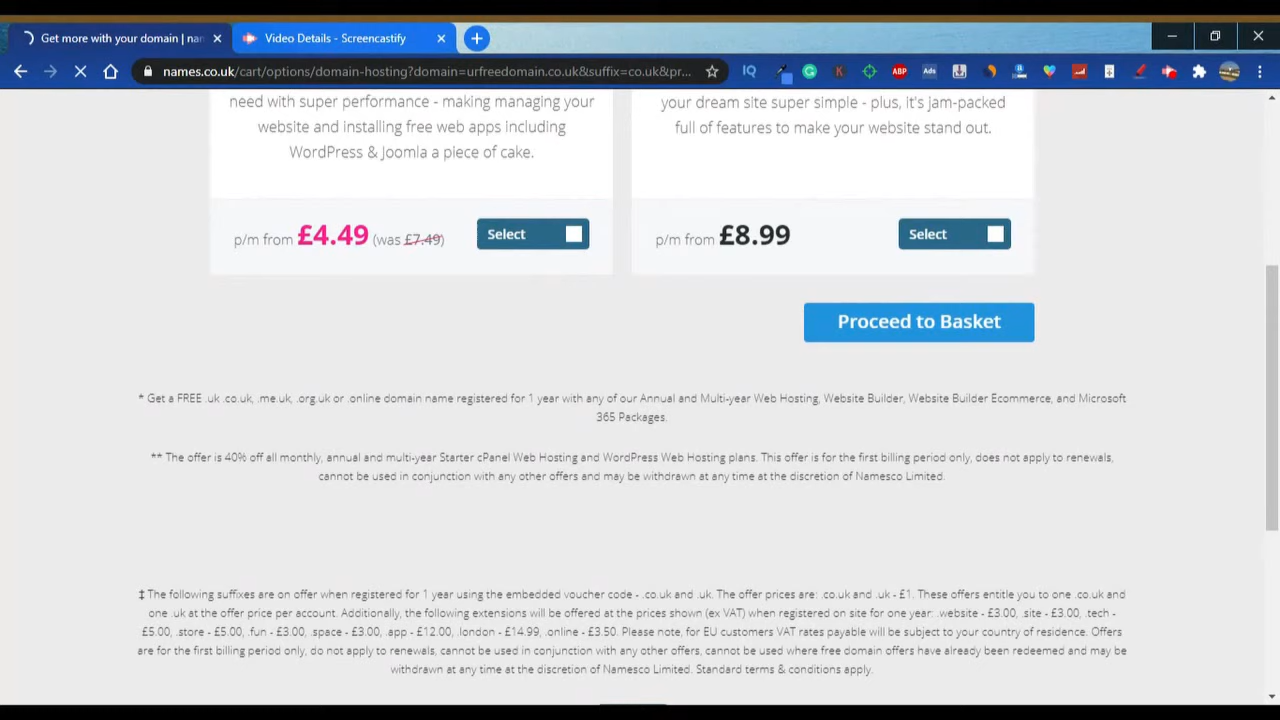 Get more with your domain | nam
Video Details - Screencastify
names.co.uk/cart/options/domain-hosting?domain=urfreedomain.co.uk&suffix=co.uk&pr...
IQ
K
ABP
Ads
need with super performance - making managing your
website and installing free web apps including
WordPress & Joomla a piece of cake.
your dream site super simple - plus, it's jam-packed
full of features to make your website stand out.
p/m from £4.49 (was £7.49)
Select
p/m from £8.99
Select
Proceed to Basket
* Get a FREE .uk .co.uk, .me.uk, .org.uk or .online domain name registered for 1 year with any of our Annual and Multi-year Web Hosting, Website Builder, Website Builder Ecommerce, and Microsoft
365 Packages.
** The offer is 40% off all monthly, annual and multi-year Starter cPanel Web Hosting and WordPress Web Hosting plans. This offer is for the first billing period only, does not apply to renewals,
cannot be used in conjunction with any other offers and may be withdrawn at any time at the discretion of Namesco Limited.
‡ The following suffixes are on offer when registered for 1 year using the embedded voucher code - .co.uk and .uk. The offer prices are: .co.uk and .uk - £1. These offers entitle you to one .co.uk and
one .uk at the offer price per account. Additionally, the following extensions will be offered at the prices shown (ex VAT) when registered on site for one year: .website - £3.00, .site - £3.00, .tech -
£5.00, .store - £5.00, .fun - £3.00, .space - £3.00, .app - £12.00, .london - £14.99, .online - £3.50. Please note, for EU customers VAT rates payable will be subject to your country of residence. Offers
are for the first billing period only, do not apply to renewals, cannot be used in conjunction with any other offers, cannot be used where free domain offers have already been redeemed and may be
withdrawn at any time at the discretion of Namesco Limited. Standard terms & conditions apply.